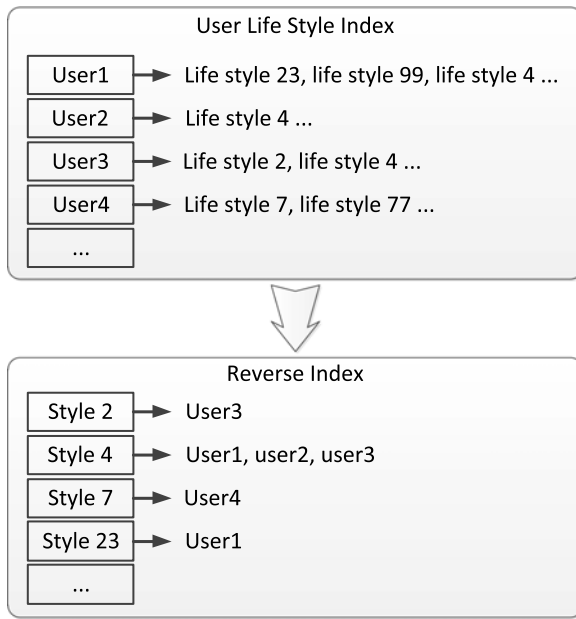 User Life Style Index
User1 Life style 23, life style 99, life style 4 ...
User2 Life style 4 ...
User3 Life style 2, life style 4 ...
User4 Life style 7, life style 77 ...
...
Reverse Index
Style 2 User3
Style 4 User1, user2, user3
Style 7 User4
Style 23 User1
...